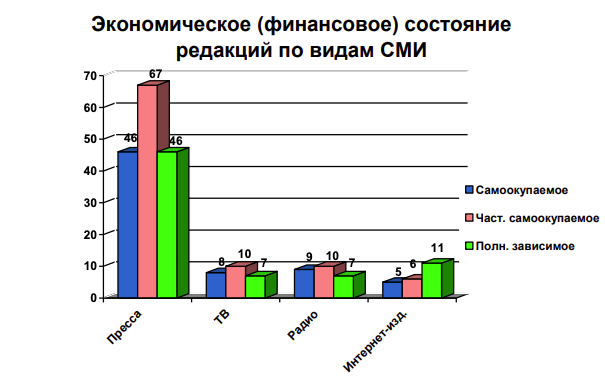 Экономическое (финансовое) состояние
редакций по видам СМИ
70
60
50
40
30
20
10
0
46
67
46
8
10
7
9
10
7
5
6
11
Пресса
ТВ
Радио
Интернет-изд.
Самоокупаемое
Част. самоокупаемое
Полн. зависимое